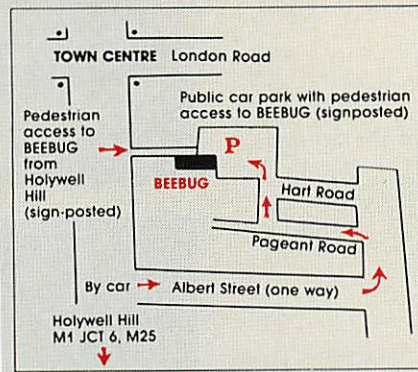 TOWN CENTRE London Road
Public car park with pedestrian
access to BEEBUG (signposted)
Pedestrian
access to
BEEBUG
from
Holywell
Hill
(sign-posted)
P
BEEBUG
Hart Road
Pageant Road
By car
Albert Street (one way)
Holywell Hill
M1 JCT 6, M25